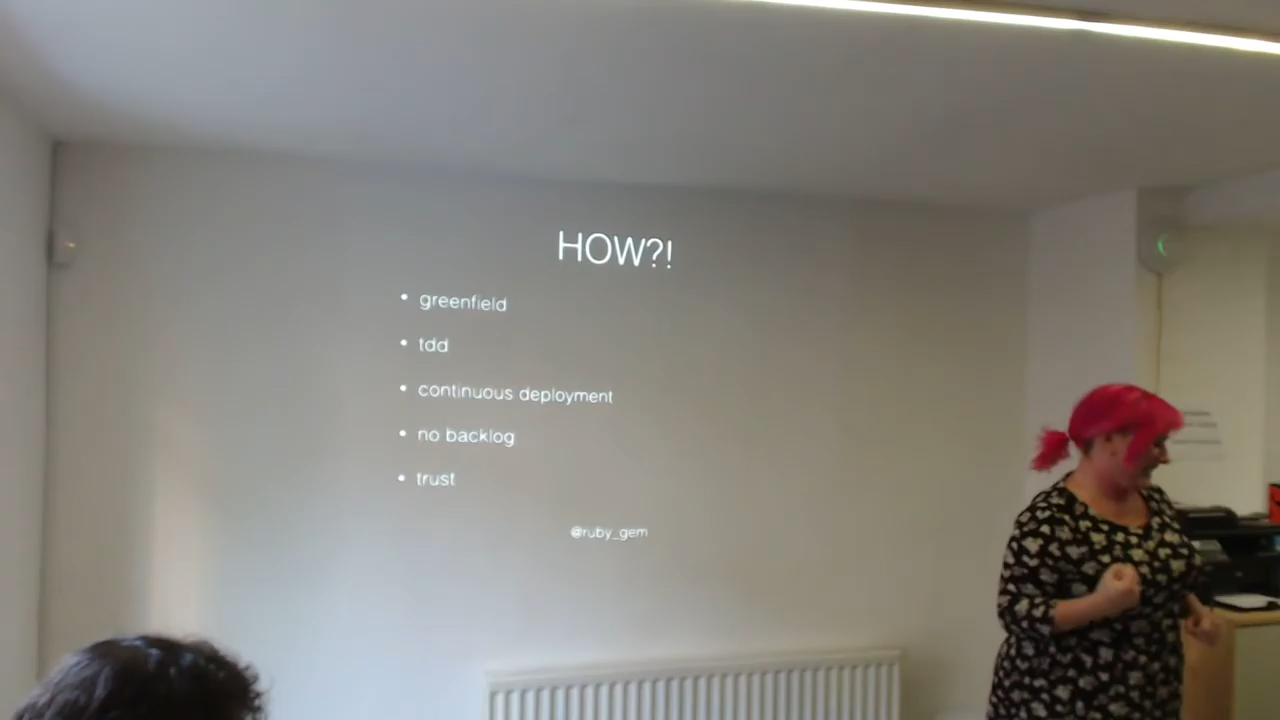 HOW?!
• greenfield
• tdd
• continuous deployment
• no backlog
• trust
@ruby_gem